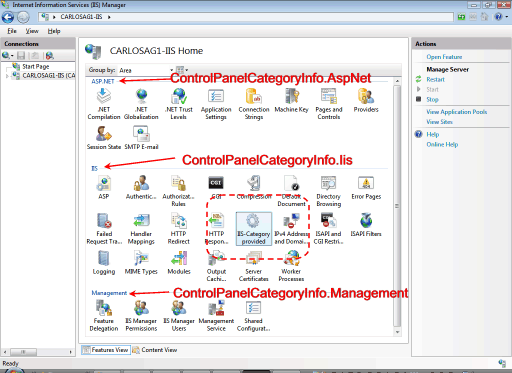 Internet Information Services (IIS) Manager
CARLOSAG1-IIS
File View Help
Connections
Start Page
CARLOSAG1-IIS (CA
CARLOSAG1-IIS Home
Group by: Area
ASP.NET
ControlPanelCategoryInfo.AspNet
.NET Compilation
.NET Globalization
.NET Trust Levels
Application Settings
Connection Strings
Machine Key
Pages and Controls
Providers
Session State
SMTP E-mail
IIS
ControlPanelCategoryInfo.Iis
ASP
Authentic...
Authorizat... Rules
CGI
Compression
Default Document
Directory Browsing
Error Pages
Failed Request Tra...
Handler Mappings
HTTP Redirect
HTTP Respon...
IIS-Category provided
IPv4 Address and Domai...
ISAPI and CGI Restri...
ISAPI Filters
Logging
MIME Types
Modules
Output Cachi...
Server Certificates
Worker Processes
Management
ControlPanelCategoryInfo.Management
Feature Delegation
IIS Manager Permissions
IIS Manager Users
Management Service
Shared Configurat...
Features View
Content View
Actions
Open Feature
Manage Server
Restart
Start
Stop
View Application Pools
View Sites
Help
Online Help
Ready